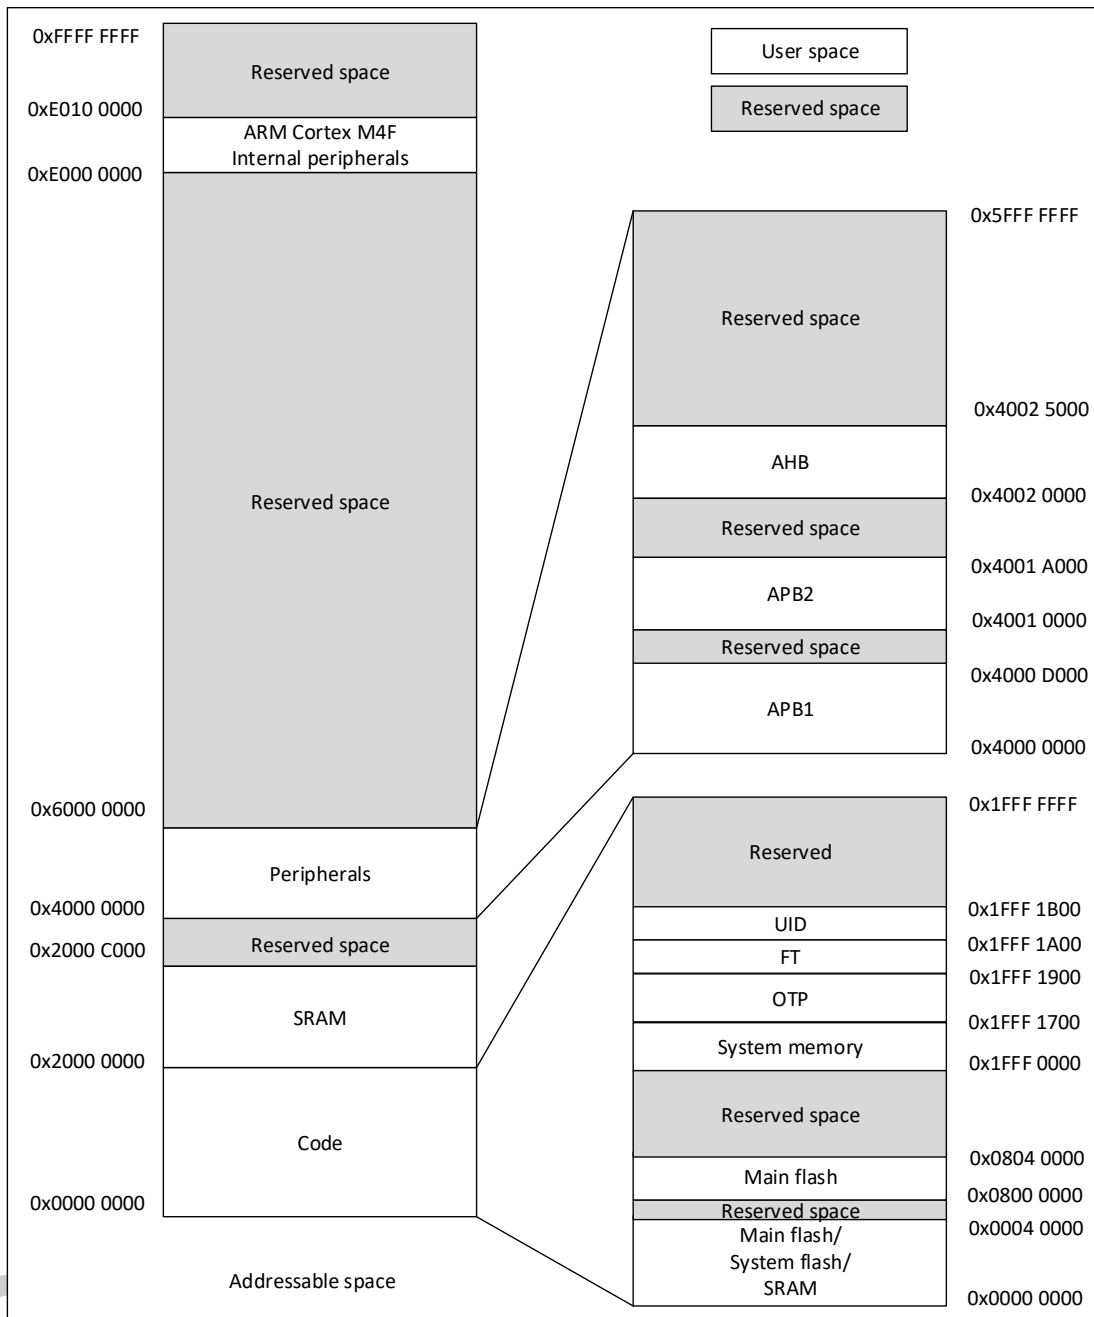 0xFFFF FFFF
Reserved space
0xE010 0000
ARM Cortex M4F
Internal peripherals
0xE000 0000
Reserved space
0x6000 0000
Peripherals
0x4000 0000
Reserved space
0x2000 C000
SRAM
0x2000 0000
Code
0x0000 0000
Addressable space
User space
Reserved space
0x5FFF FFFF
Reserved space
0x4002 5000
AHB
0x4002 0000
Reserved space
0x4001 A000
APB2
0x4001 0000
Reserved space
0x4000 D000
APB1
0x4000 0000
0x1FFF FFFF
Reserved
0x1FFF 1B00
UID
0x1FFF 1A00
FT
0x1FFF 1900
OTP
0x1FFF 1700
System memory
0x1FFF 0000
Reserved space
0x0804 0000
Main flash
0x0800 0000
Reserved space
0x0004 0000
Main flash/
System flash/
SRAM
0x0000 0000